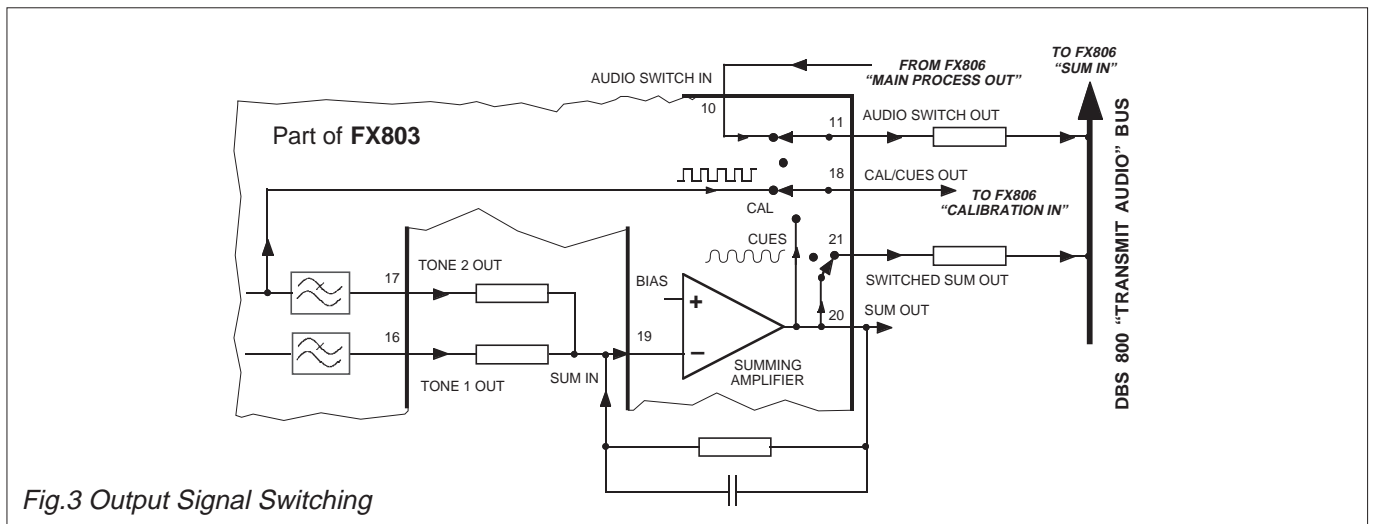 TO FX806
“SUM IN”
FROM FX806
“MAIN PROCESS OUT”
AUDIO SWITCH IN
10
Part of FX803
11
AUDIO SWITCH OUT
18
CAL/CUES OUT
CAL
TO FX806
“CALIBRATION IN”
CUES
21
SWITCHED SUM OUT
17
TONE 2 OUT
BIAS
+
20
SUM OUT
16
19
−
TONE 1 OUT
SUM IN
SUMMING
AMPLIFIER
DBS 800 “TRANSMIT AUDIO” BUS
Fig.3 Output Signal Switching